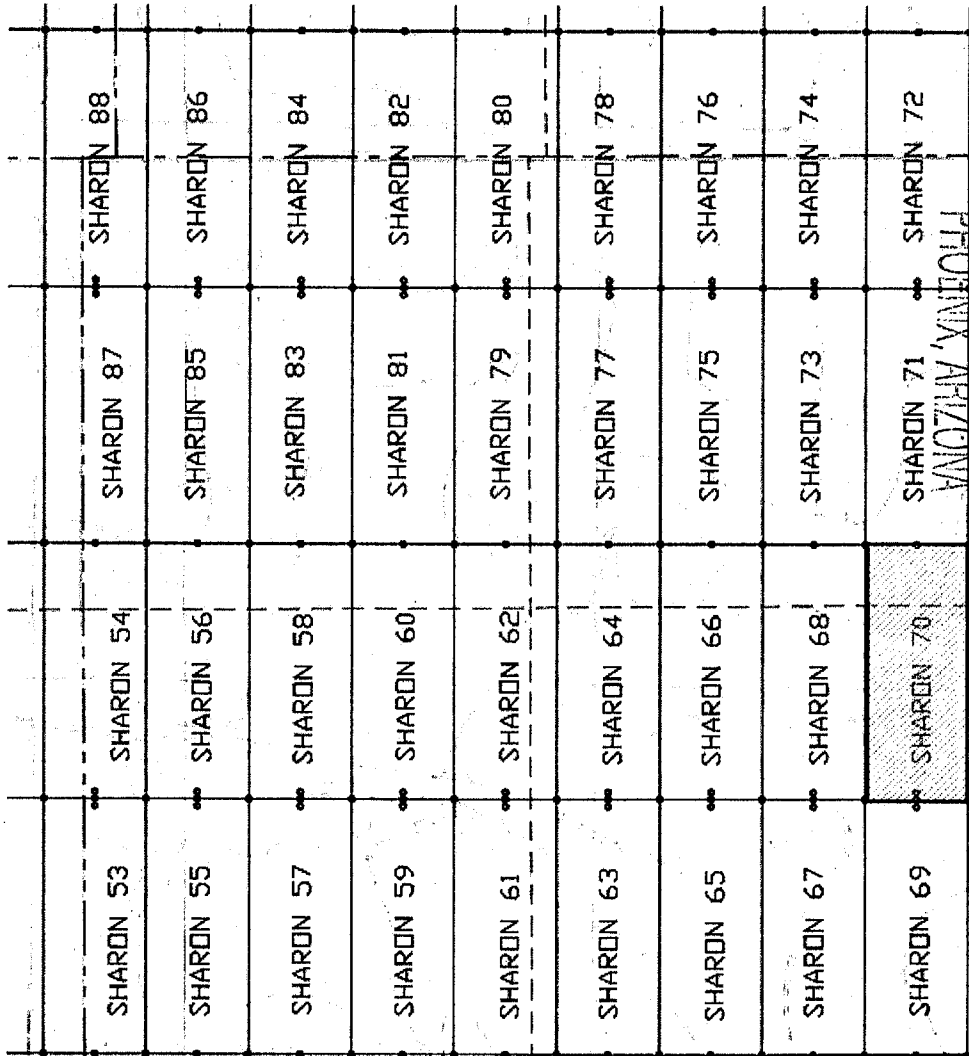 SHARON 88
SHARON 86
SHARON 84
SHARON 82
SHARON 80
SHARON 78
SHARON 76
SHARON 74
SHARON 72
SHARON 87
SHARON 85
SHARON 83
SHARON 81
SHARON 79
SHARON 77
SHARON 75
SHARON 73
SHARON 71
PHOENIX, ARIZONA
SHARON 54
SHARON 56
SHARON 58
SHARON 60
SHARON 62
SHARON 64
SHARON 66
SHARON 68
SHARON 70
SHARON 53
SHARON 55
SHARON 57
SHARON 59
SHARON 61
SHARON 63
SHARON 65
SHARON 67
SHARON 69